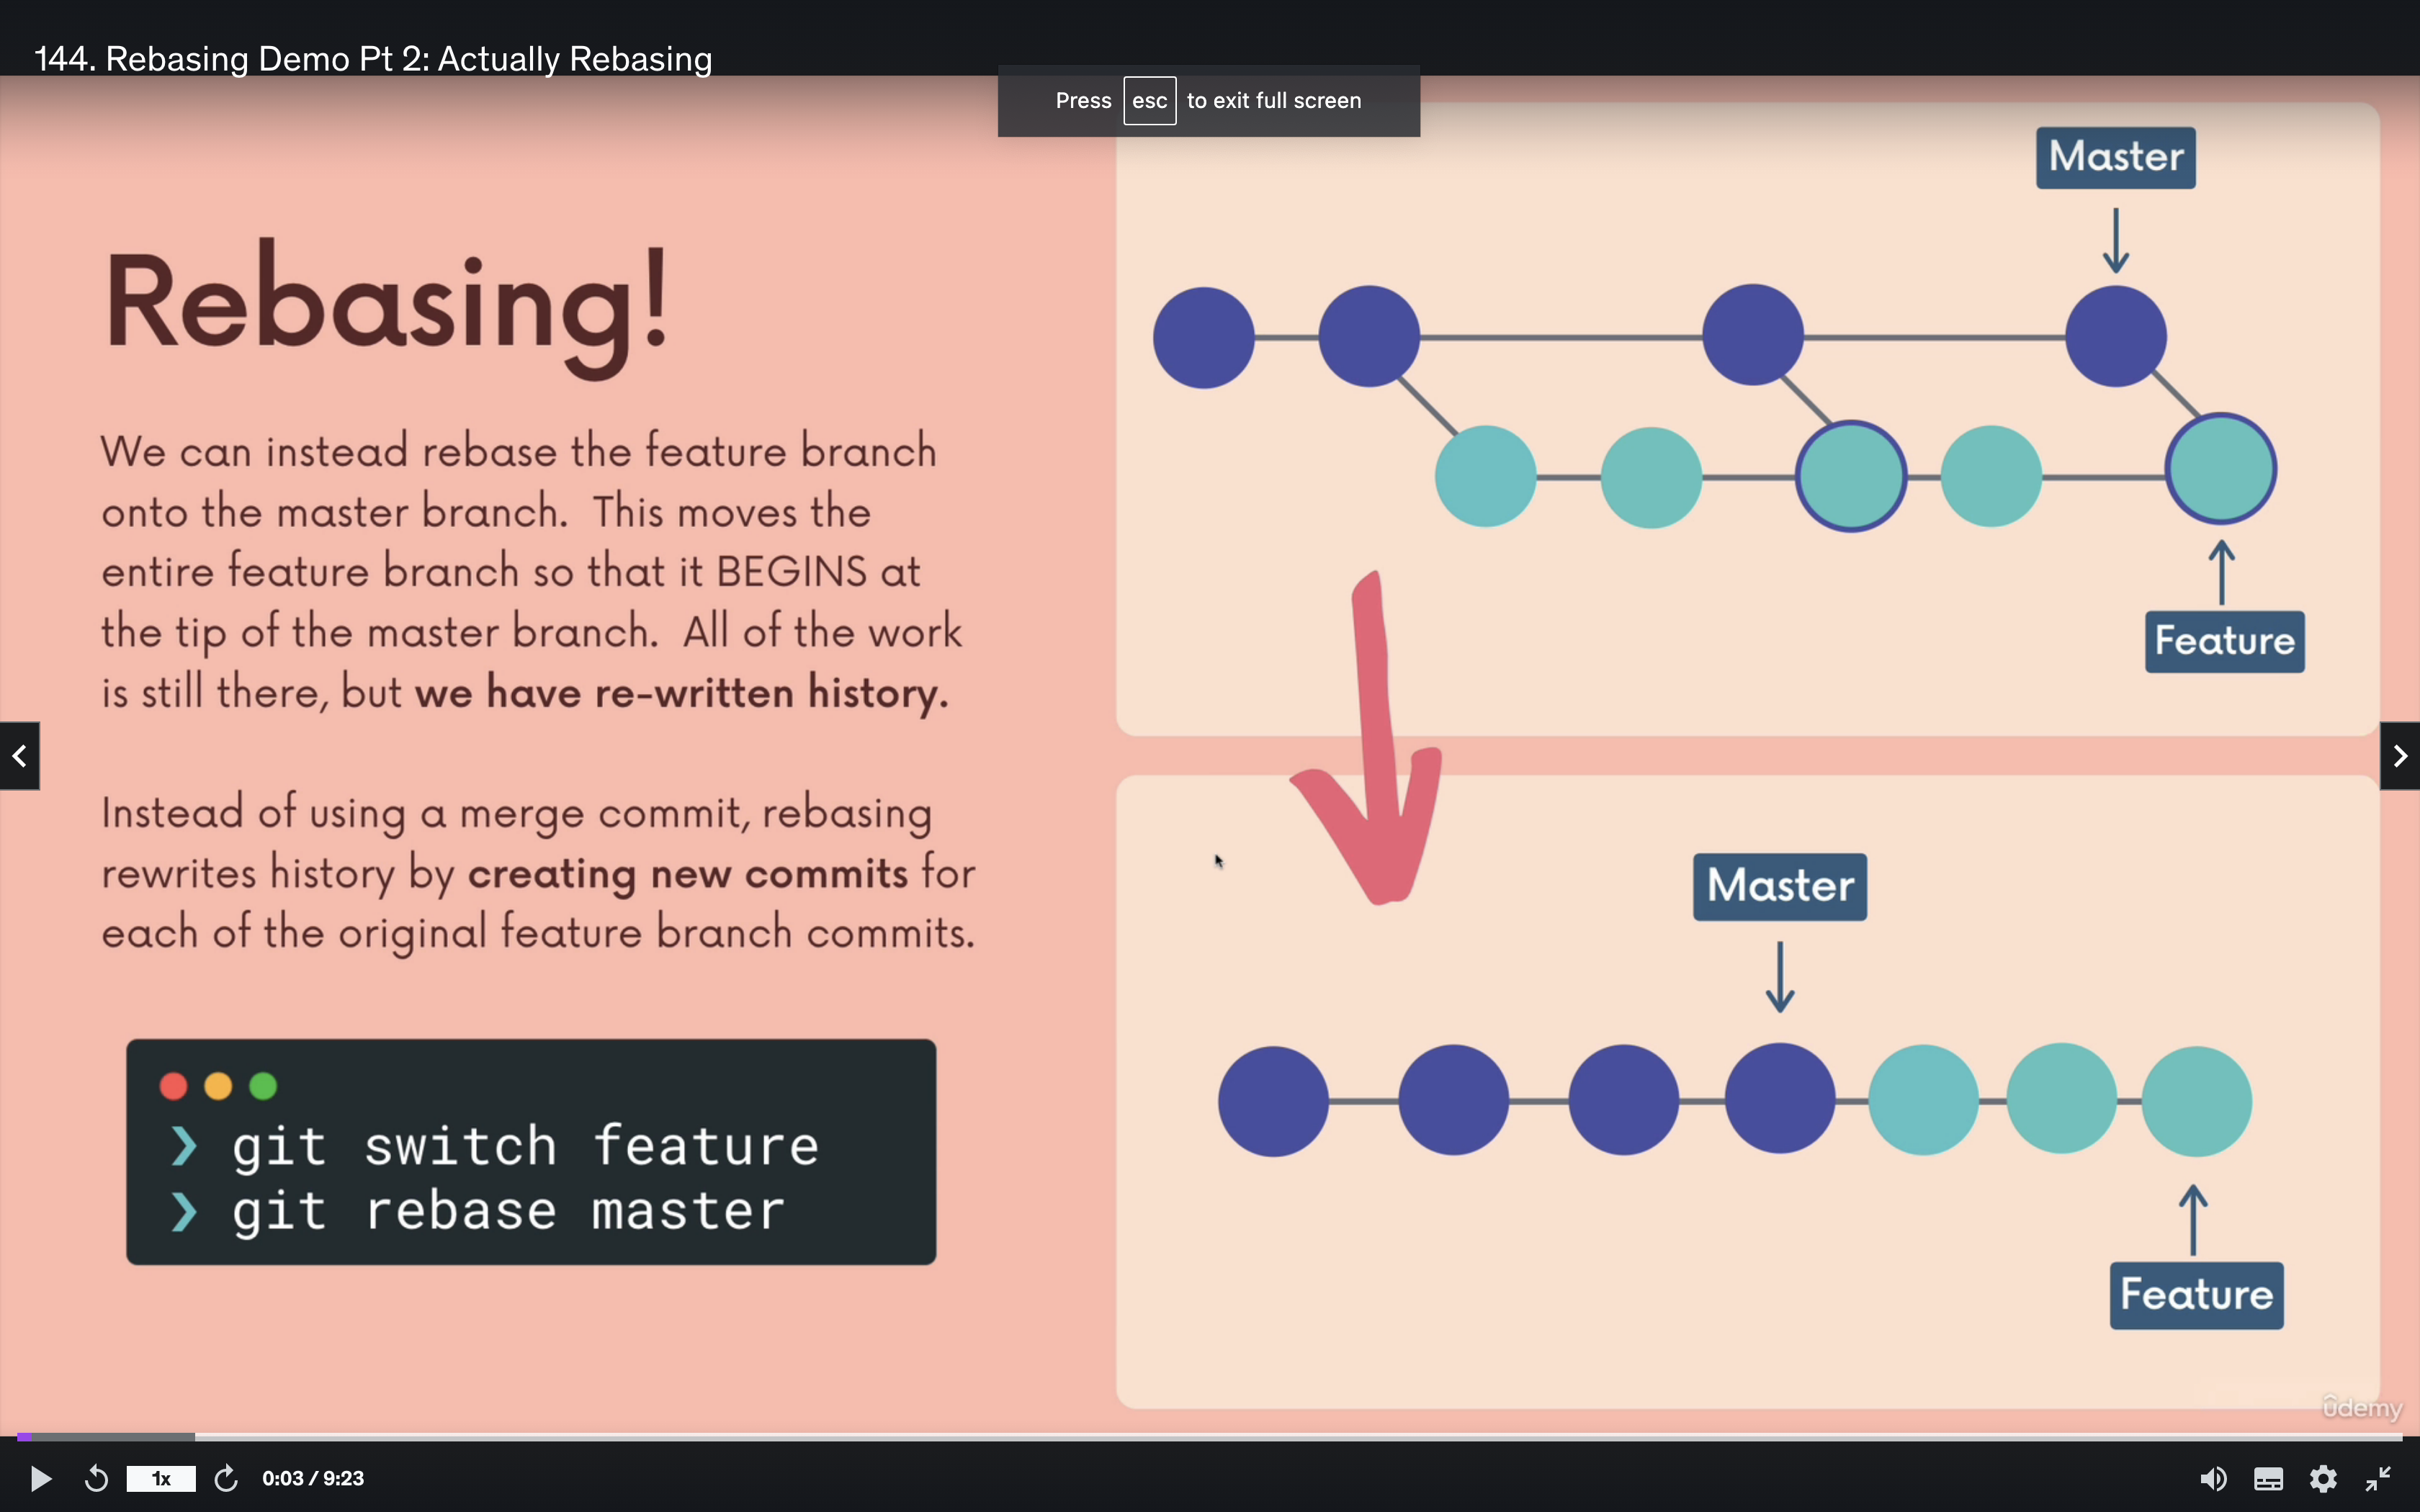 144. Rebasing Demo Pt 2: Actually Rebasing
Press esc to exit full screen
Rebasing!
We can instead rebase the feature branch
onto the master branch. This moves the
entire feature branch so that it BEGINS at
the tip of the master branch. All of the work
is still there, but we have re-written history.
Instead of using a merge commit, rebasing
rewrites history by creating new commits for
each of the original feature branch commits.
❯ git switch feature
❯ git rebase master
Master
Feature
Master
Feature
ûdemy
1x
0:03 / 9:23